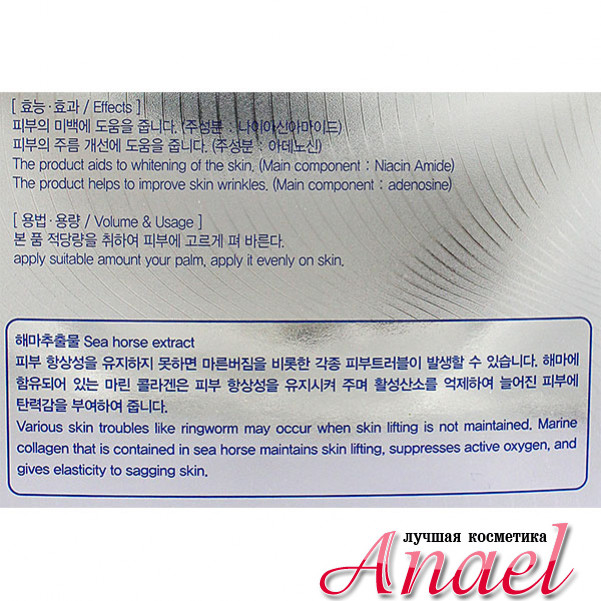 [ 효능·효과 / Effects ]
피부의 미백에 도움을 줍니다. (주성분 : 나이아신아마이드)
피부의 주름 개선에 도움을 줍니다. (주성분 : 아데노신)
The product aids to whitening of the skin. (Main component : Niacin Amide)
The product helps to improve skin wrinkles. (Main component : adenosine)
[ 용법·용량 / Volume & Usage ]
본 품 적당량을 취하여 피부에 고르게 펴 바른다.
apply suitable amount your palm, apply it evenly on skin.
해마추출물 Sea horse extract
피부 항상성을 유지하지 못하면 마른버짐을 비롯한 각종 피부트러블이 발생할 수 있습니다. 해마에
함유되어 있는 마린 콜라겐은 피부 항상성을 유지시켜 주며 활성산소를 억제하여 늘어진 피부에
탄력감을 부여하여 줍니다.
Various skin troubles like ringworm may occur when skin lifting is not maintained. Marine
collagen that is contained in sea horse maintains skin lifting, suppresses active oxygen, and
gives elasticity to sagging skin.
лучшая косметика
Anael